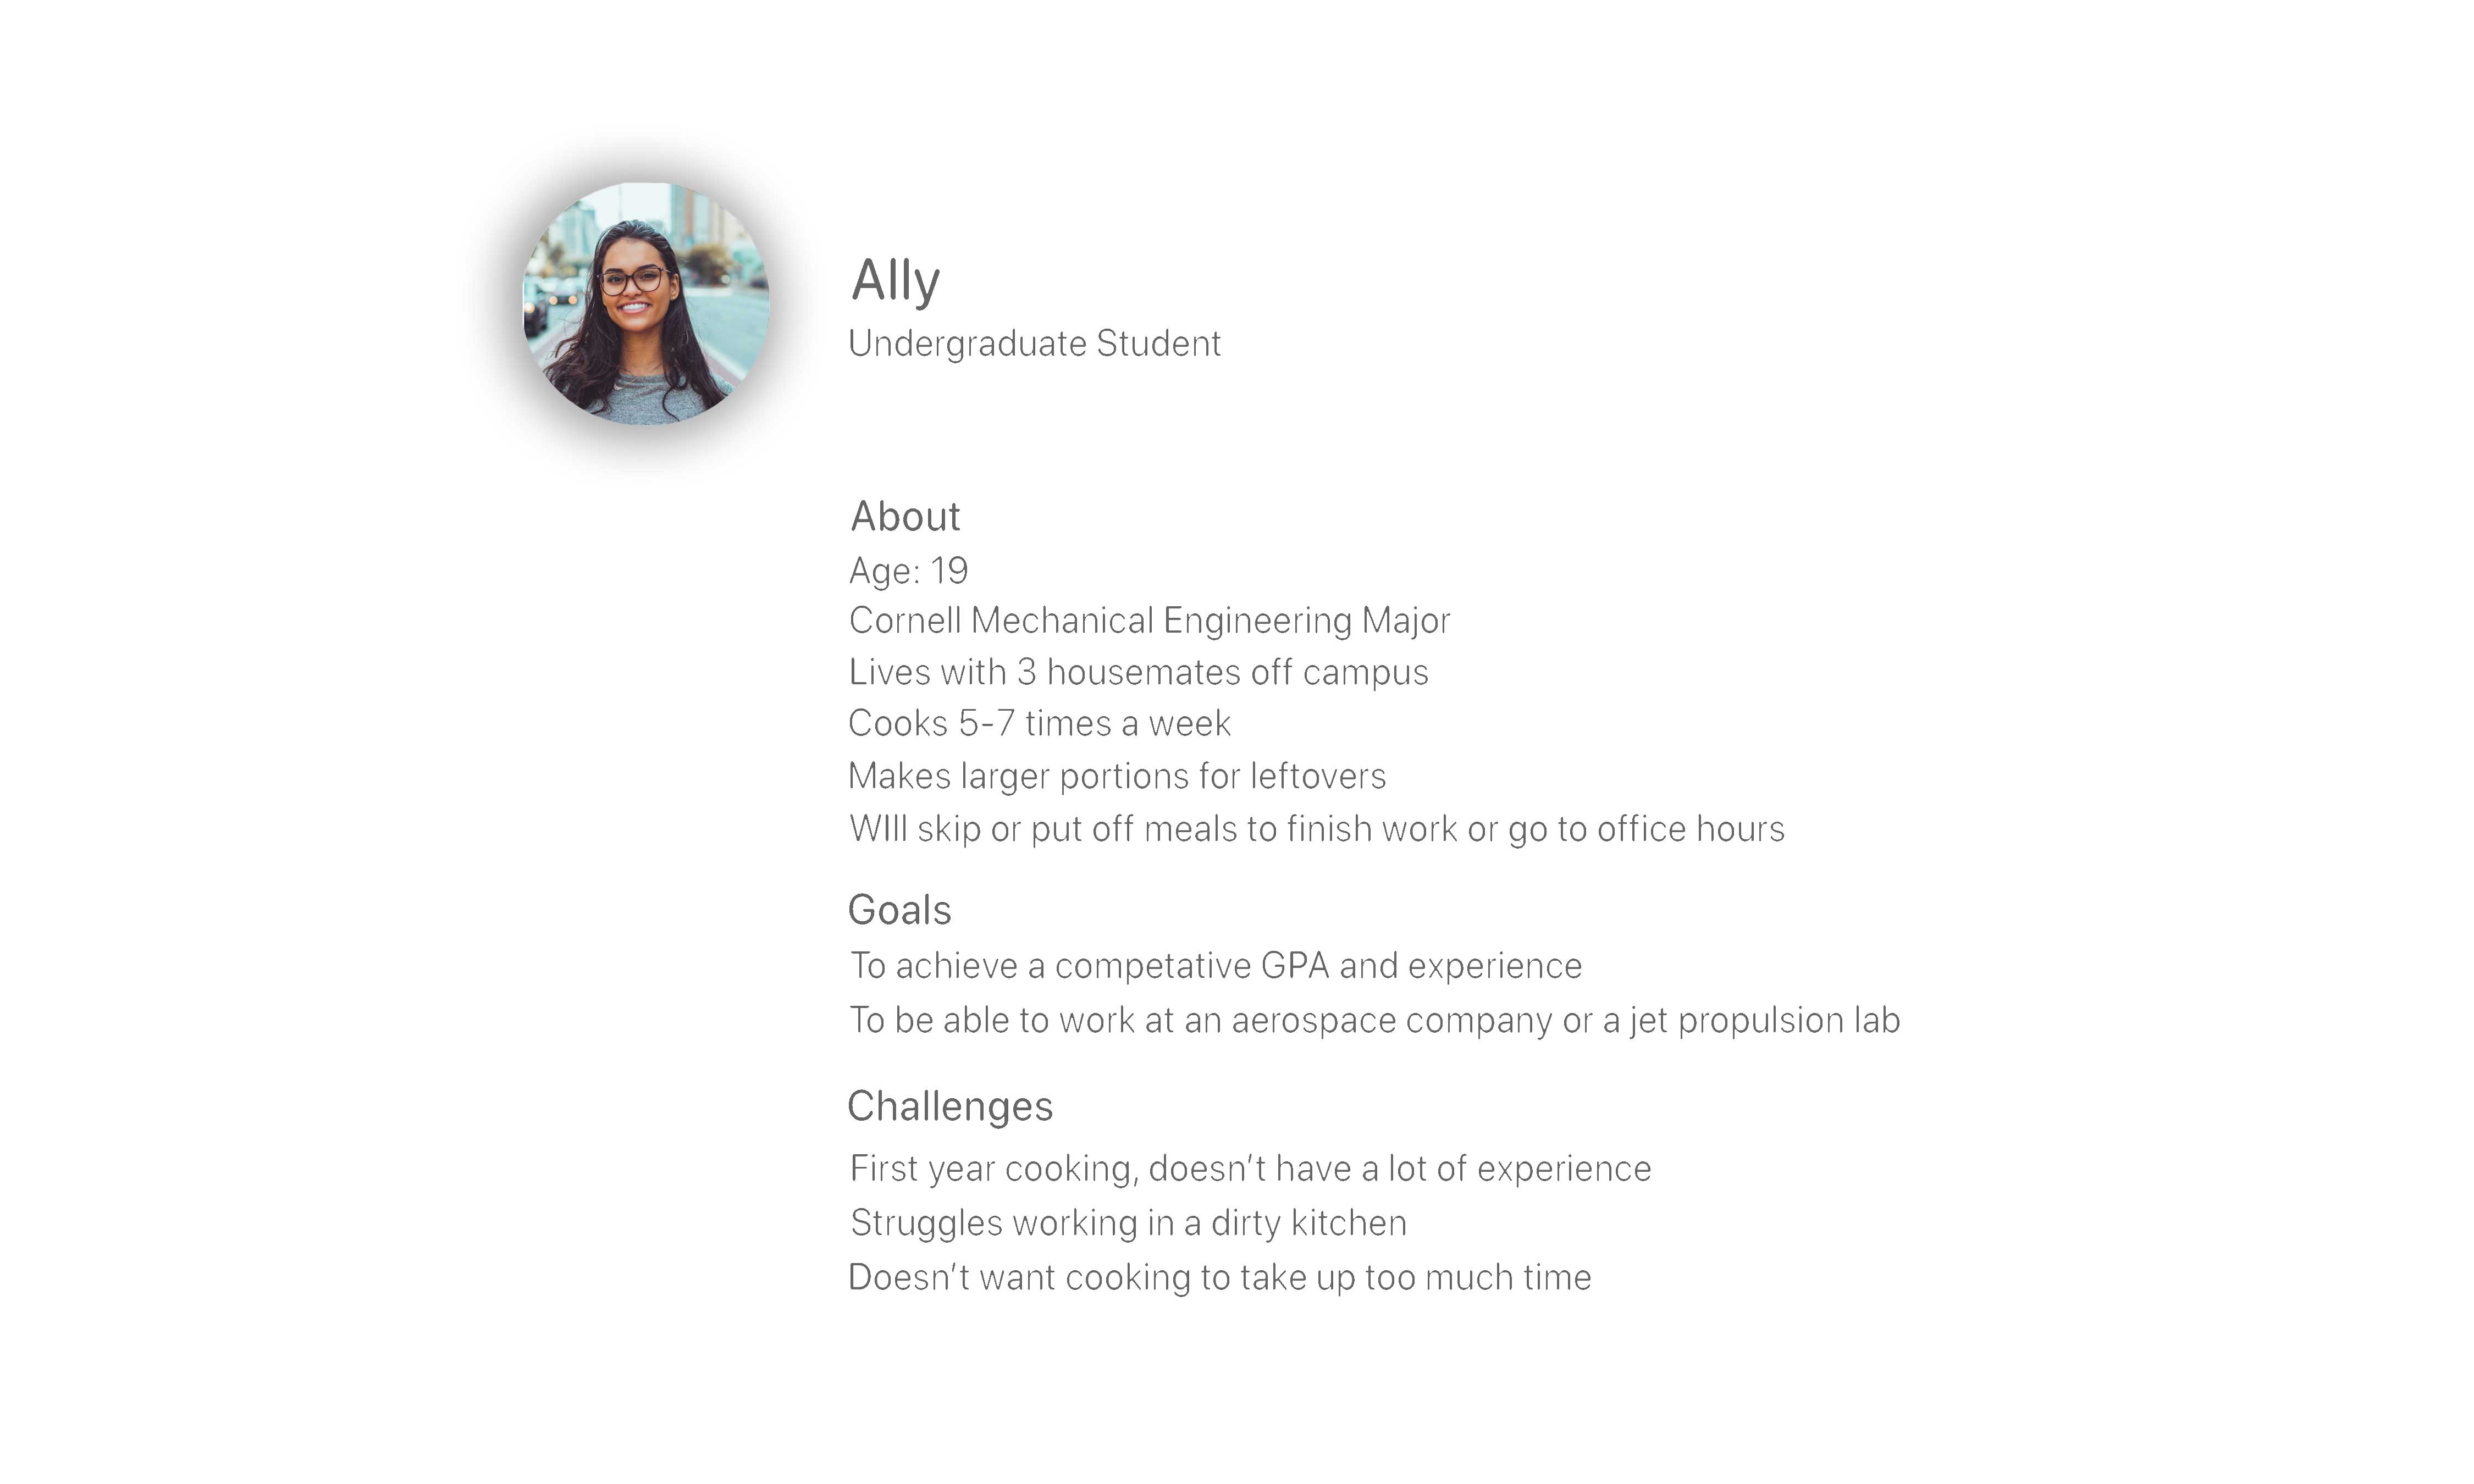 Ally
Undergraduate Student
About
Age: 19
Cornell Mechanical Engineering Major
Lives with 3 housemates off campus
Cooks 5-7 times a week
Makes larger portions for leftovers
WIll skip or put off meals to finish work or go to office hours
Goals
To achieve a competative GPA and experience
To be able to work at an aerospace company or a jet propulsion lab
Challenges
First year cooking, doesn’t have a lot of experience
Struggles working in a dirty kitchen
Doesn’t want cooking to take up too much time